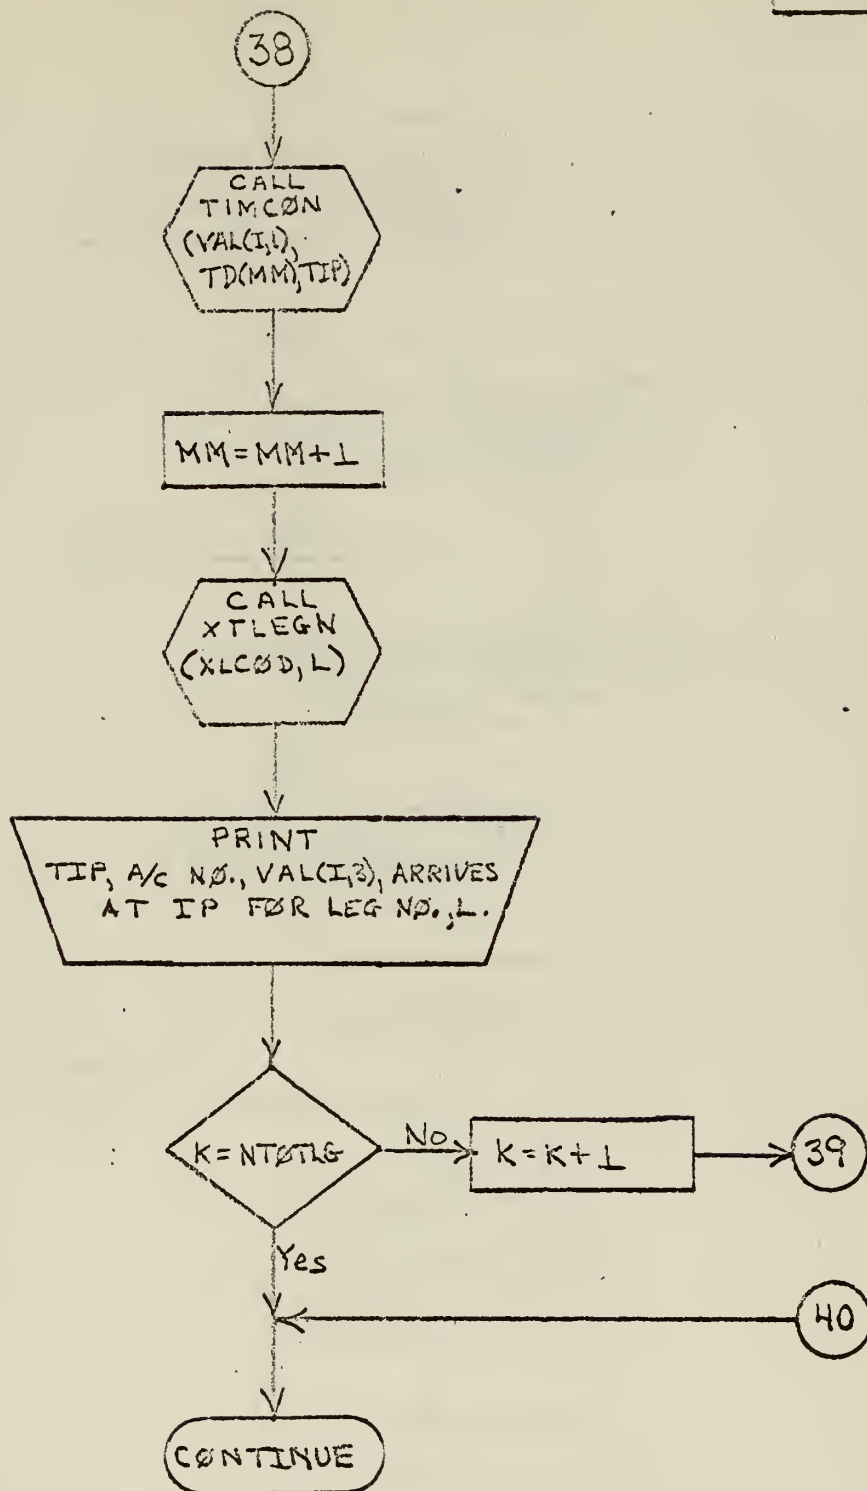 38
CALL
TIMCØN
(VAL(I,1),
TD(MM),TIP)
MM=MM+1
CALL
XTLEGN
(XLCØD, L)
PRINT
TIP, A/C NØ., VAL(I,3), ARRIVES
AT IP FØR LEG NØ., L.
K=NTØTLG
No
K=K+1
39
Yes
40
CØNTINUE